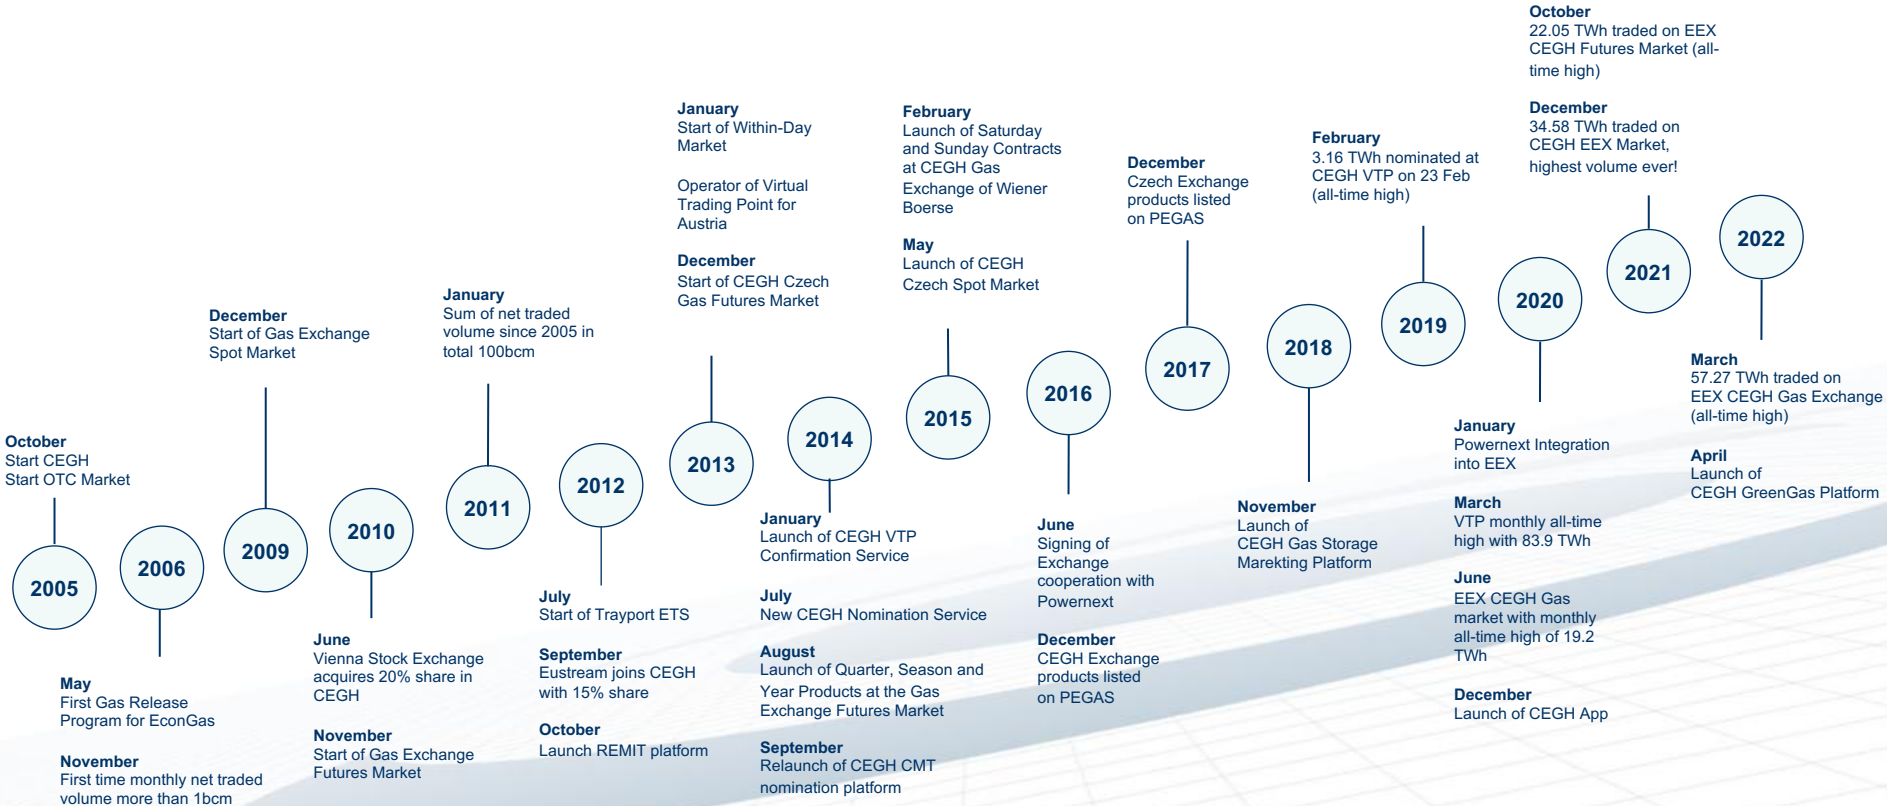 2005
October
Start CEGH
Start OTC Market
2006
May
First Gas Release
Program for EconGas
November
First time monthly net traded
volume more than 1bcm
2009
December
Start of Gas Exchange
Spot Market
2010
June
Vienna Stock Exchange
acquires 20% share in
CEGH
November
Start of Gas Exchange
Futures Market
2011
January
Sum of net traded
volume since 2005 in
total 100bcm
2012
July
Start of Trayport ETS
September
Eustream joins CEGH
with 15% share
October
Launch REMIT platform
2013
January
Start of Within-Day
Market
Operator of Virtual
Trading Point for
Austria
December
Start of CEGH Czech
Gas Futures Market
2014
January
Launch of CEGH VTP
Confirmation Service
July
New CEGH Nomination Service
August
Launch of Quarter, Season and
Year Products at the Gas
Exchange Futures Market
September
Relaunch of CEGH CMT
nomination platform
2015
February
Launch of Saturday
and Sunday Contracts
at CEGH Gas
Exchange of Wiener
Boerse
May
Launch of CEGH
Czech Spot Market
2016
June
Signing of
Exchange
cooperation with
Powernext
December
CEGH Exchange
products listed
on PEGAS
2017
December
Czech Exchange
products listed
on PEGAS
2018
November
Launch of
CEGH Gas Storage
Marekting Platform
2019
February
3.16 TWh nominated at
CEGH VTP on 23 Feb
(all-time high)
2020
January
Powernext Integration
into EEX
March
VTP monthly all-time
high with 83.9 TWh
June
EEX CEGH Gas
market with monthly
all-time high of 19.2
TWh
December
Launch of CEGH App
2021
October
22.05 TWh traded on EEX
CEGH Futures Market (all-
time high)
December
34.58 TWh traded on
CEGH EEX Market,
highest volume ever!
2022
March
57.27 TWh traded on
EEX CEGH Gas Exchange
(all-time high)
April
Launch of
CEGH GreenGas Platform